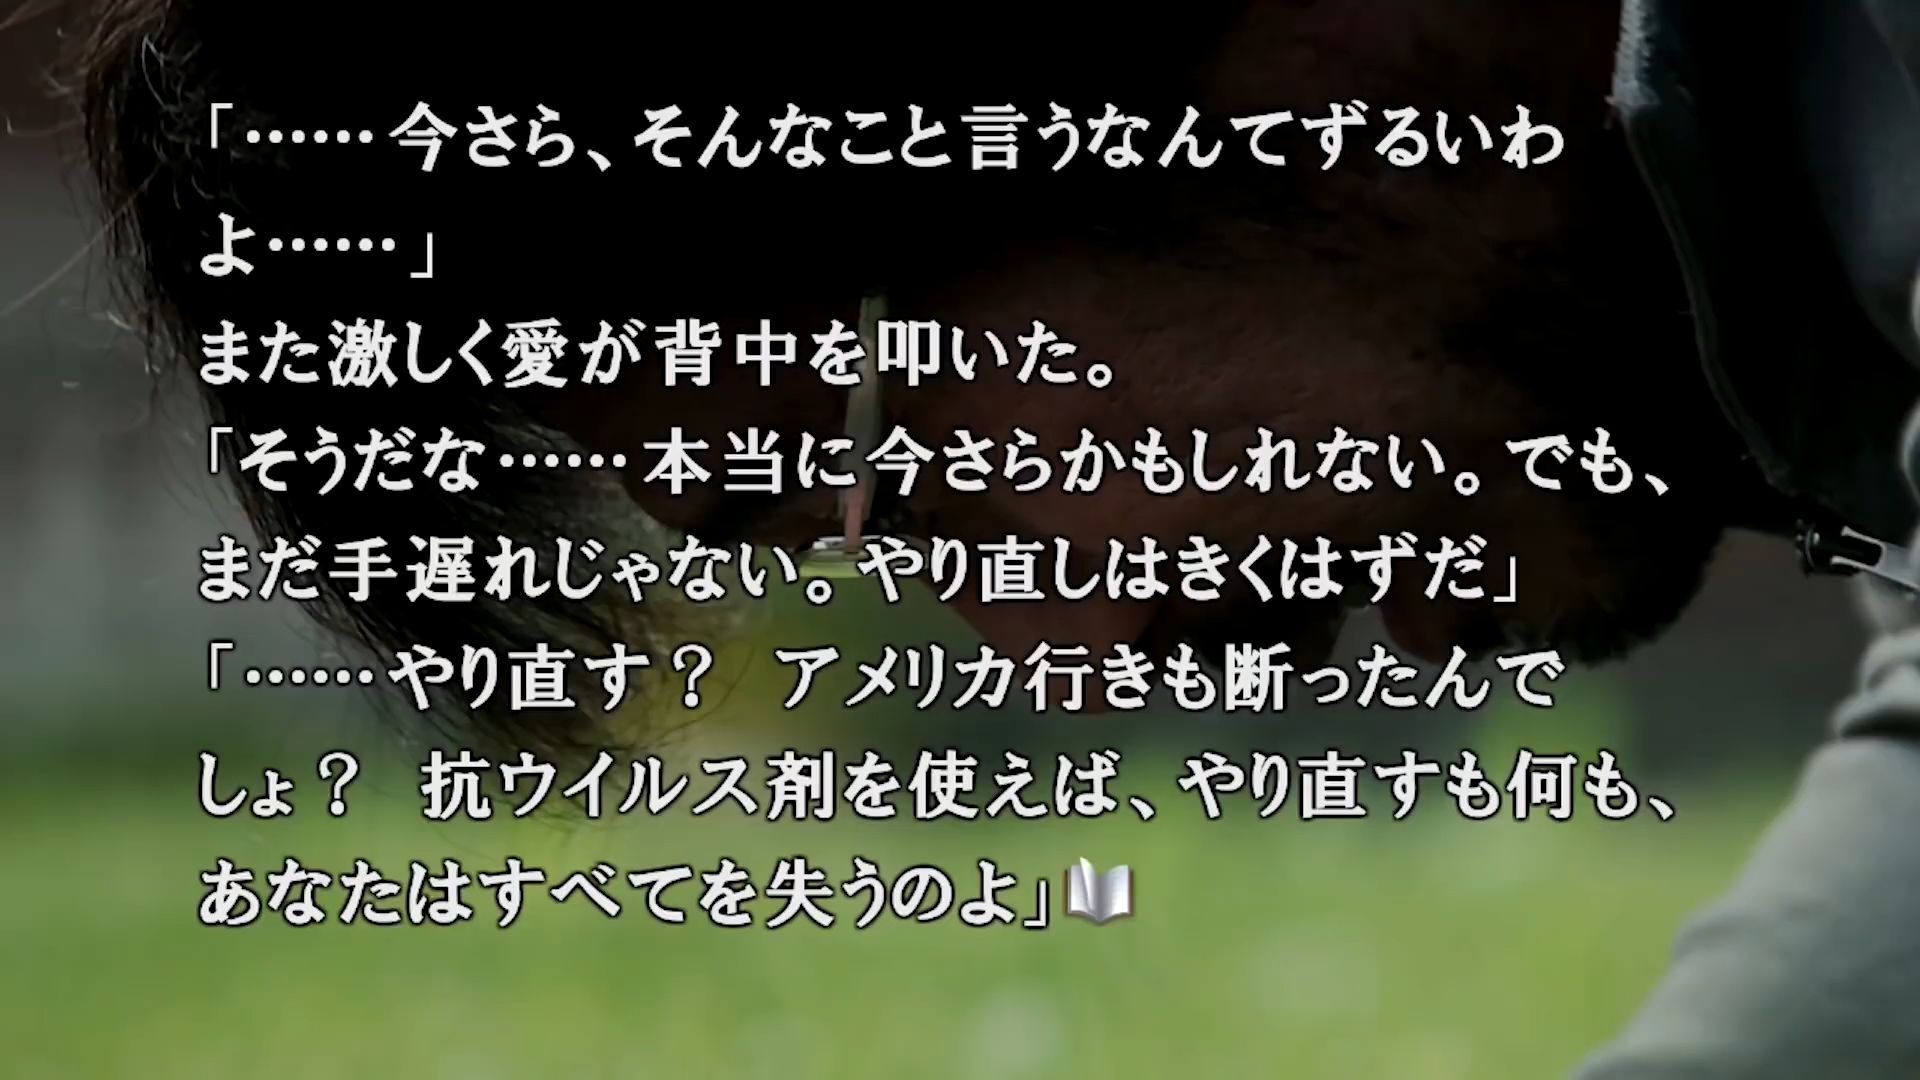 「……今さら、そんなこと言うなんてずるいわ
よ……」
また激しく愛が背中を叩いた。
「そうだな……本当に今さらかもしれない。でも、
まだ手遅れじゃない。やり直しはきくはずだ」
「……やり直す？　アメリカ行きも断ったんで
しょ？　抗ウイルス剤を使えば、やり直すも何も、
あなたはすべてを失うのよ」